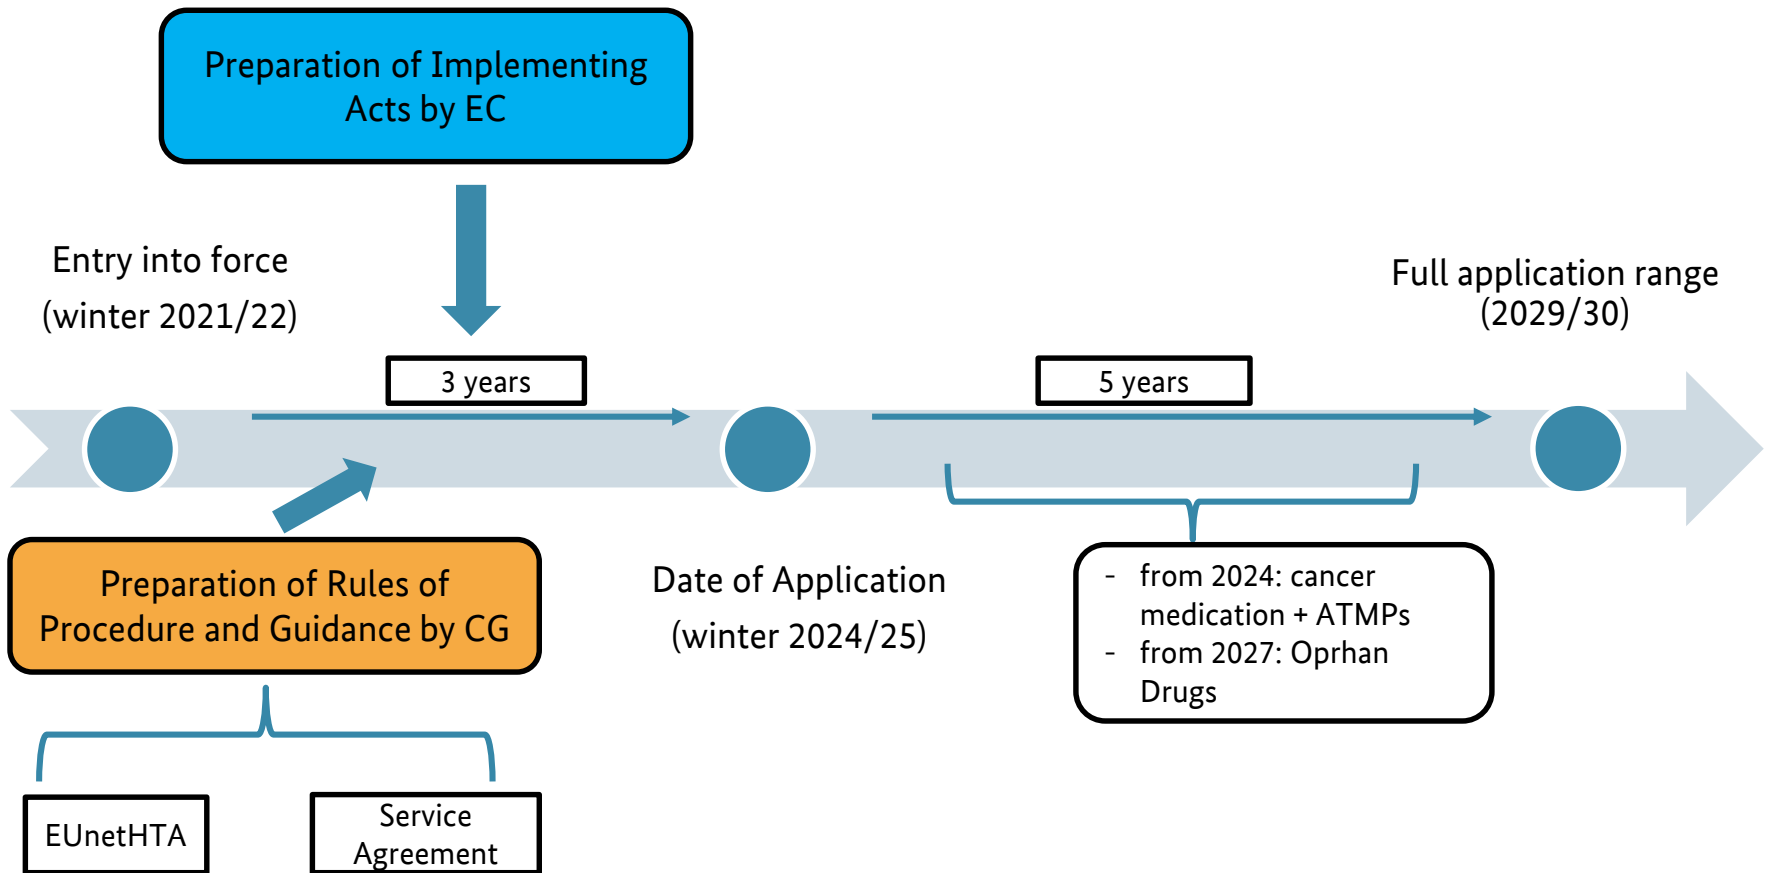 Preparation of Implementing
Acts by EC
Entry into force
(winter 2021/22)
Full application range
(2029/30)
3 years
5 years
Preparation of Rules of
Procedure and Guidance by CG
Date of Application
(winter 2024/25)
- from 2024: cancer
medication + ATMPs
- from 2027: Oprhan
Drugs
EUnetHTA
Service
Agreement